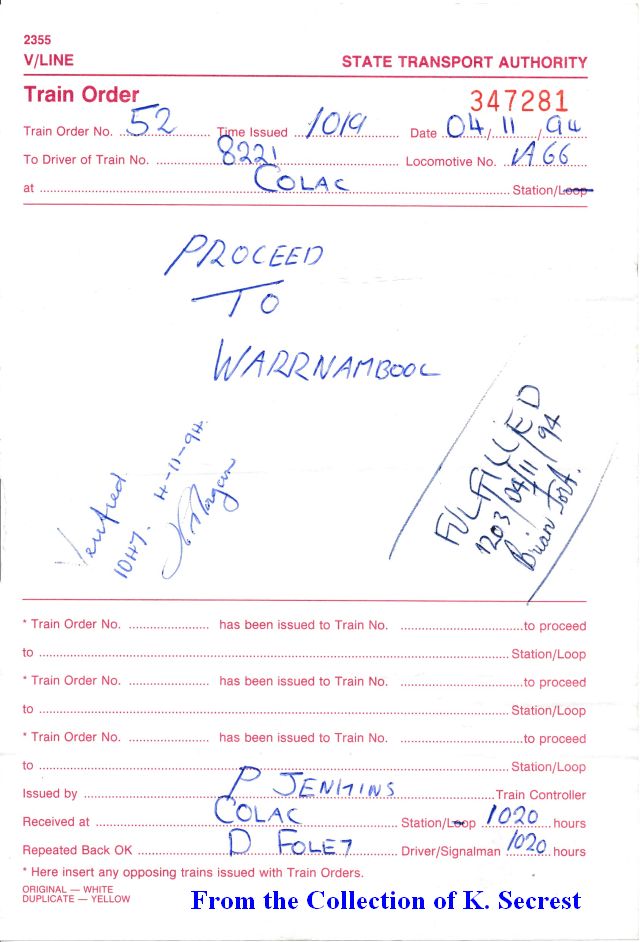 2355
V/LINE STATE TRANSPORT AUTHORITY
Train Order 347281
Train Order No. 52 Time Issued 1019 Date 04/11/94
To Driver of Train No. 8221 Locomotive No. A66
at COLAC Station/Loop
PROCEED
TO
WARRNAMBOOL
FULFILLED
1203/04/11/94
Brian
Verified
1047. 4-11-94
* Train Order No. has been issued to Train No. to proceed
to Station/Loop
* Train Order No. has been issued to Train No. to proceed
to Station/Loop
* Train Order No. has been issued to Train No. to proceed
to Station/Loop
Issued by P JENKINS Train Controller
Received at COLAC Station/Loop 1020 hours
Repeated Back OK D FOLEY Driver/Signalman 1020 hours
* Here insert any opposing trains issued with Train Orders.
ORIGINAL — WHITE
DUPLICATE — YELLOW
From the Collection of K. Secrest